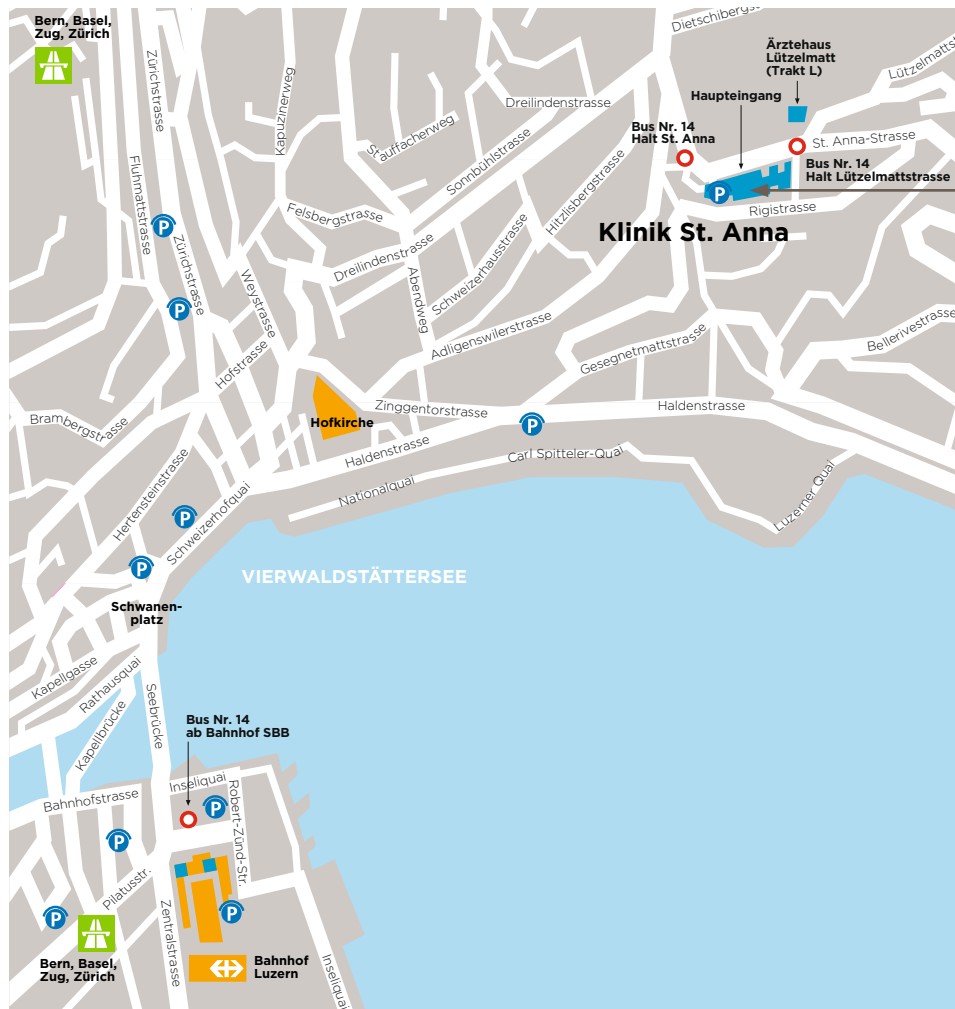 Bern, Basel,
Zug, Zürich
Zürichstrasse
Kapuzinerweg
Dietschibergst
Ärztehaus
Lützelmatt
(Trakt L)
Lützelmattst
Haupteingang
Dreilindenstrasse
Stauffacherweg
Bus Nr. 14
Halt St. Anna
St. Anna-Strasse
Bus Nr. 14
Halt Lützelmattstrasse
Sonnbühlstrasse
Fluhmattstrasse
Felsbergstrasse
Hitzlisbergstrasse
P
Rigistrasse
Klinik St. Anna
P
Zürichstrasse
Dreilindenstrasse
Schweizerhausstrasse
Weystrasse
Abendweg
P
Adligenswilerstrasse
Gesegnetmattstrasse
Bellerivestrasse
Hofstrasse
Brambergstrasse
Hofkirche
Zinggentorstrasse
Haldenstrasse
P
Haldenstrasse
Carl Spitteler-Quai
Nationalquai
Luzerner Quai
Hertensteinstrasse
P
Schweizerhofquai
P
VIERWALDSTÄTTERSEE
Schwanen-
platz
Kapellgasse
Rathausquai
Kapellbrücke
Seebrücke
Bus Nr. 14
ab Bahnhof SBB
Inseliquai
Bahnhofstrasse
P
Robert-Zünd-Str.
P
Pilatusstr.
P
P
Zentralstrasse
Bern, Basel,
Zug, Zürich
Bahnhof
Luzern
Inseliquai